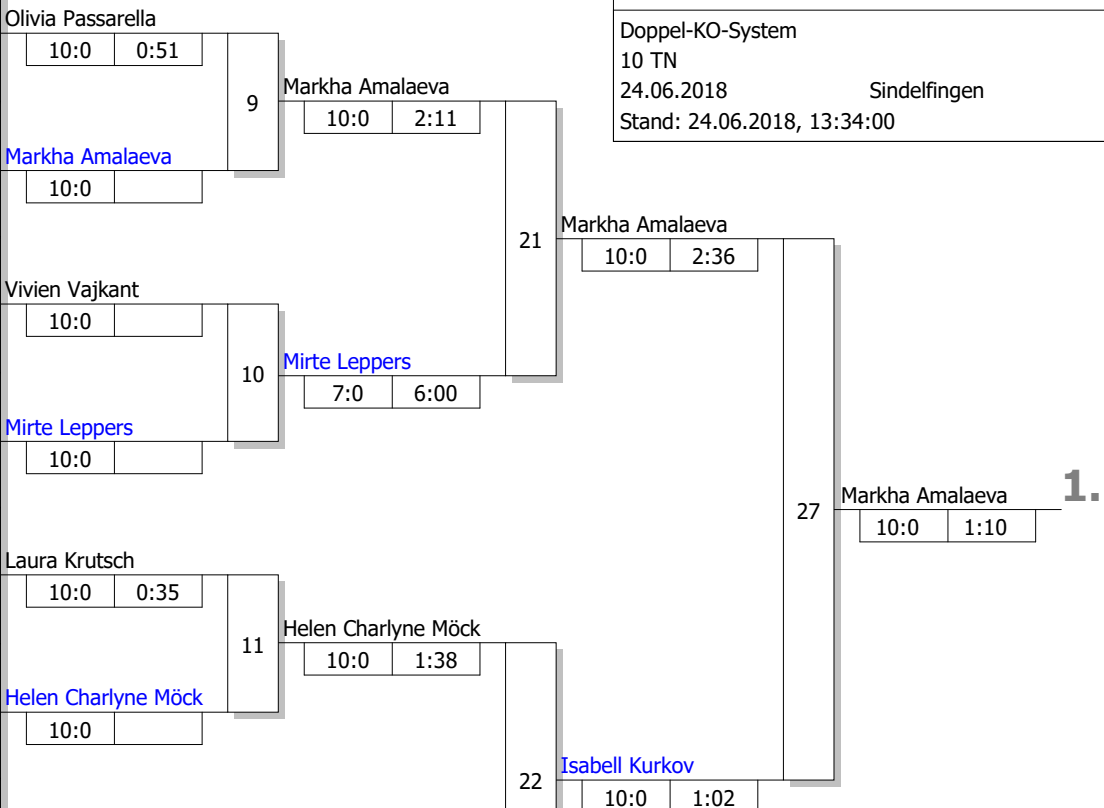 Olivia Passarella
10:0 0:51
Doppel-KO-System
10 TN
24.06.2018 Sindelfingen
Stand: 24.06.2018, 13:34:00
9
Markha Amalaeva
10:0 2:11
Markha Amalaeva
10:0
21
Markha Amalaeva
10:0 2:36
Vivien Vajkant
10:0
10
Mirte Leppers
7:0 6:00
Mirte Leppers
10:0
27
Markha Amalaeva
10:0 1:10
1.
Laura Krutsch
10:0 0:35
11
Helen Charlyne Möck
10:0 1:38
Helen Charlyne Möck
10:0
22
Isabell Kurkov
10:0 1:02